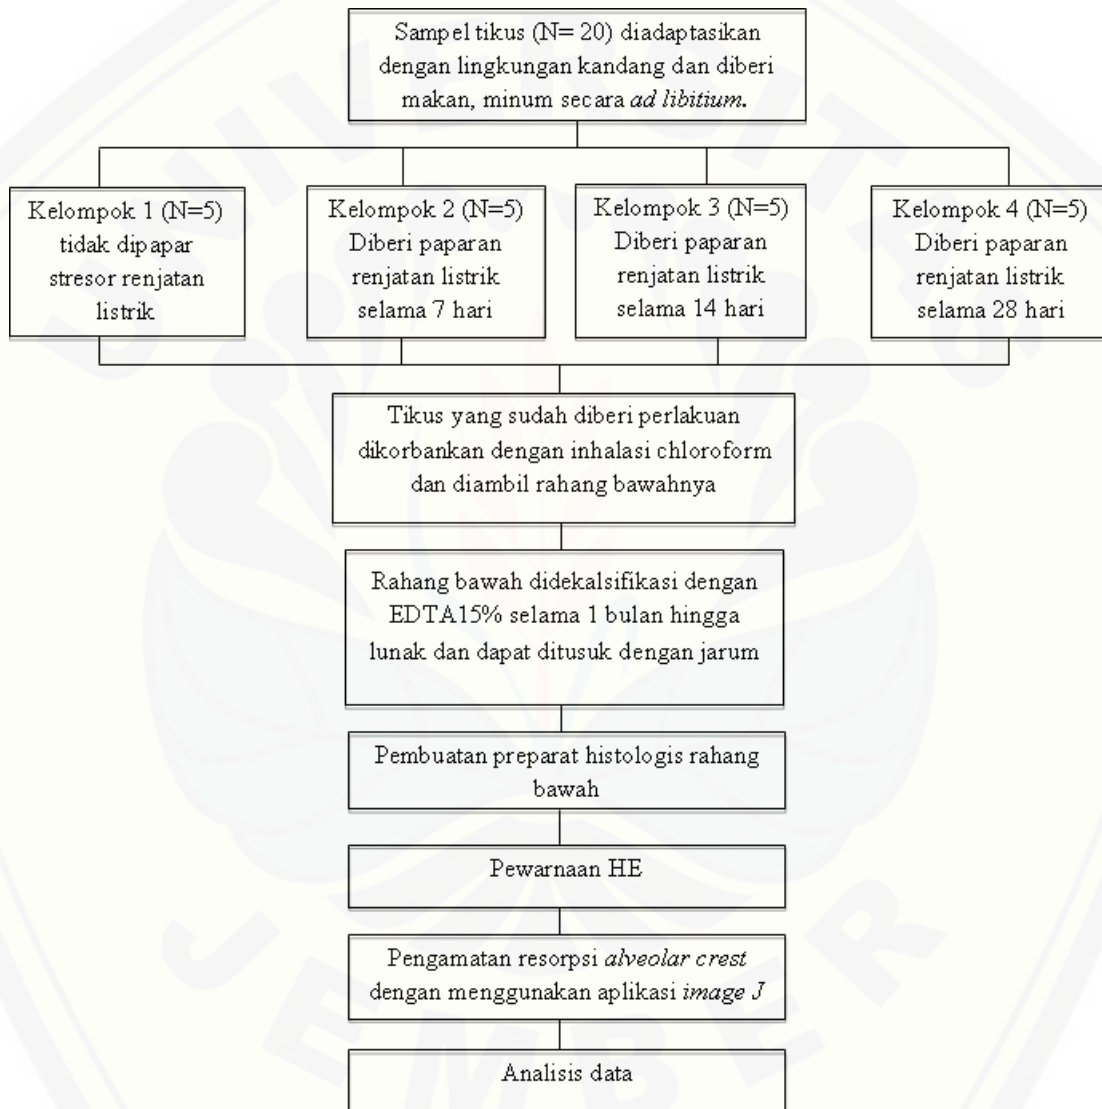 Sampel tikus (N= 20) diadaptasikan
dengan lingkungan kandang dan diberi
makan, minum secara ad libitium.
Kelompok 1 (N=5)
tidak dipapar
stresor renjatan
listrik
Kelompok 2 (N=5)
Diberi paparan
renjatan listrik
selama 7 hari
Kelompok 3 (N=5)
Diberi paparan
renjatan listrik
selama 14 hari
Kelompok 4 (N=5)
Diberi paparan
renjatan listrik
selama 28 hari
Tikus yang sudah diberi perlakuan
dikorbankan dengan inhalasi chloroform
dan diambil rahang bawahnya
Rahang bawah didekalsifikasi dengan
EDTA15% selama 1 bulan hingga
lunak dan dapat ditusuk dengan jarum
Pembuatan preparat histologis rahang
bawah
Pewarnaan HE
Pengamatan resorpsi alveolar crest
dengan menggunakan aplikasi image J
Analisis data
UNIVERSITAS
JEMBER